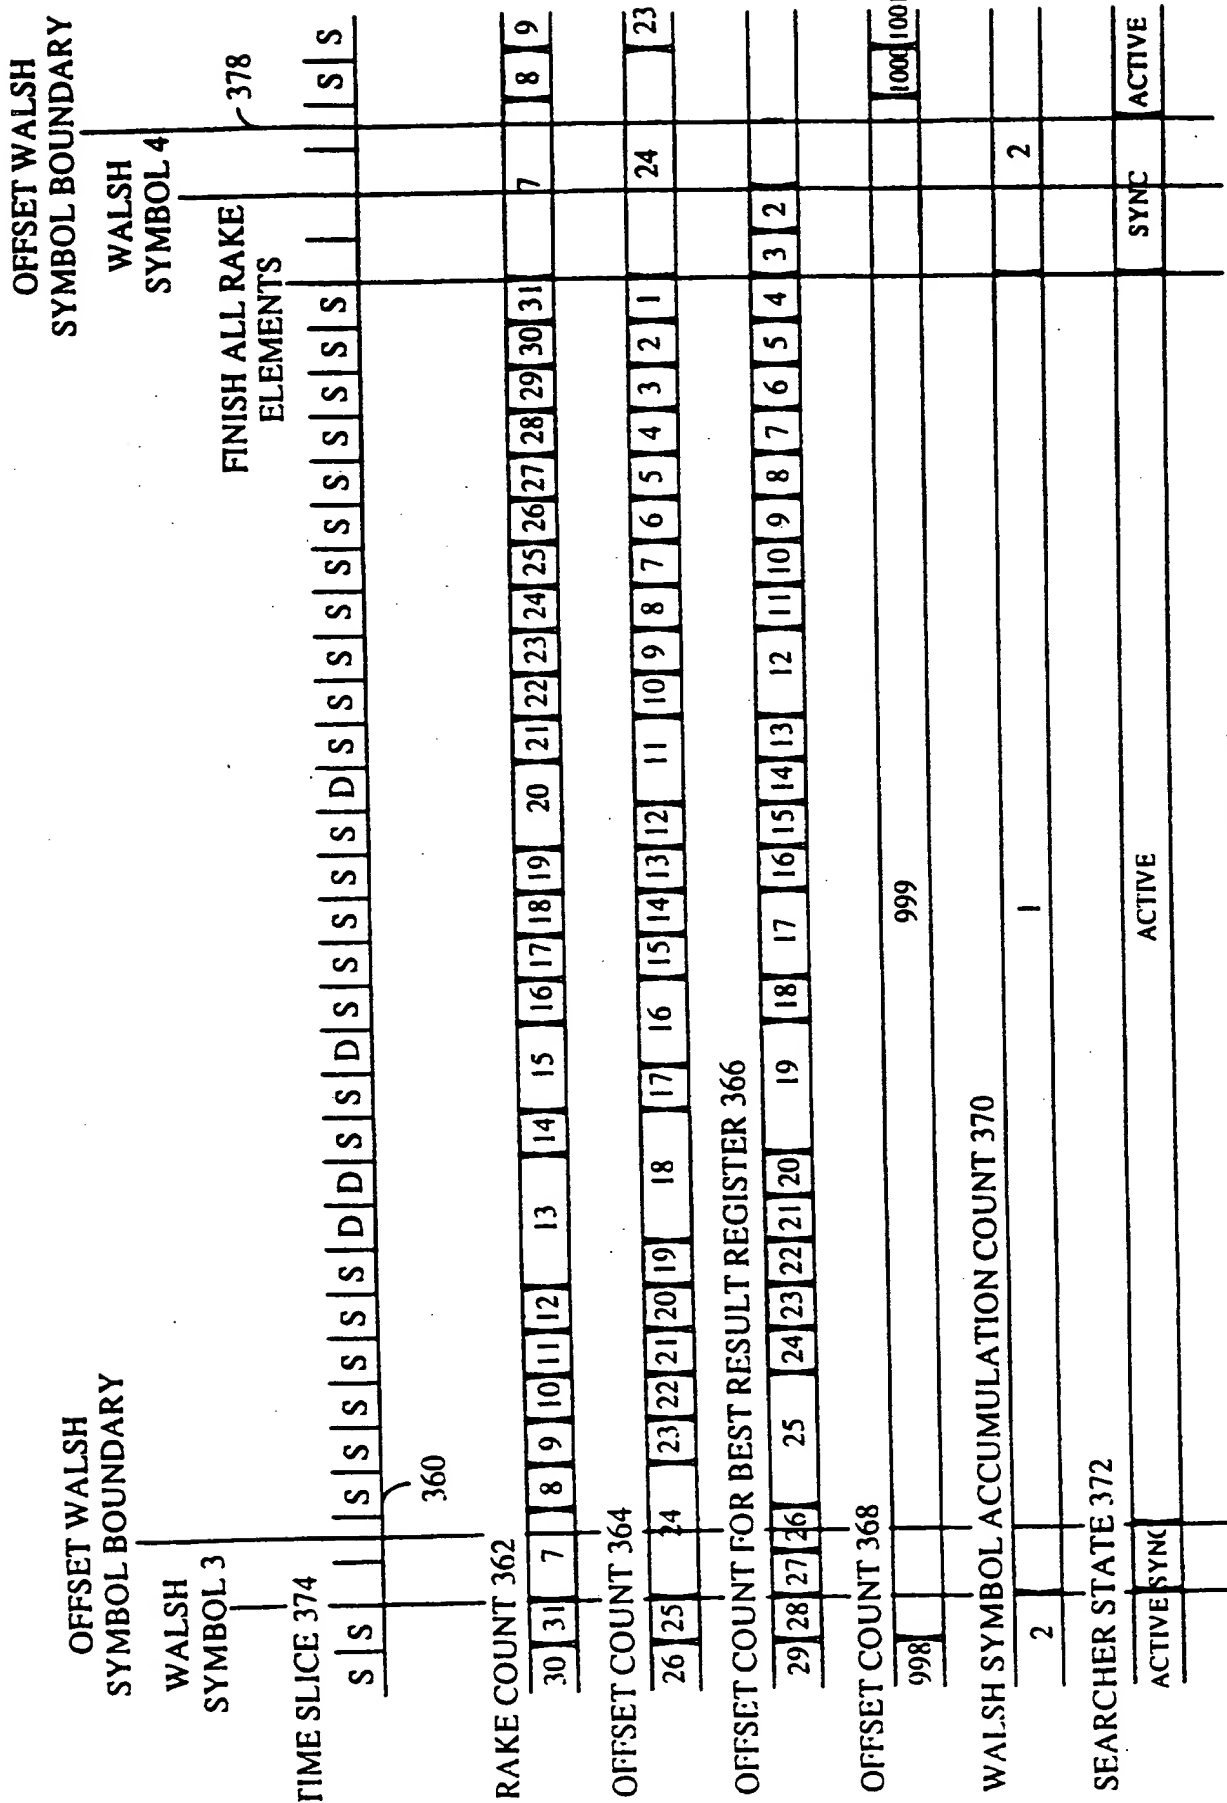 OFFSET WALSH
SYMBOL BOUNDARY
OFFSET WALSH
SYMBOL BOUNDARY
WALSH
SYMBOL 3
WALSH
SYMBOL 4
FINISH ALL RAKE
ELEMENTS
378
TIME SLICE 374
S S S S S S S S D D S S D S S S S S D S S S S S S S S S S S S S
360
RAKE COUNT 362
30 31 7 8 9 10 11 12 13 14 15 16 17 18 19 20 21 22 23 24 25 26 27 28 29 30 31 7 8 9
OFFSET COUNT 364
26 25 24 23 22 21 20 19 18 17 16 15 14 13 12 11 10 9 8 7 6 5 4 3 2 1 24 23
OFFSET COUNT FOR BEST RESULT REGISTER 366
29 28 27 26 25 24 23 22 21 20 19 18 17 16 15 14 13 12 11 10 9 8 7 6 5 4 3 2
OFFSET COUNT 368
998 999 1000 1001
WALSH SYMBOL ACCUMULATION COUNT 370
2 1 2
SEARCHER STATE 372
ACTIVE SYNC ACTIVE SYNC ACTIVE